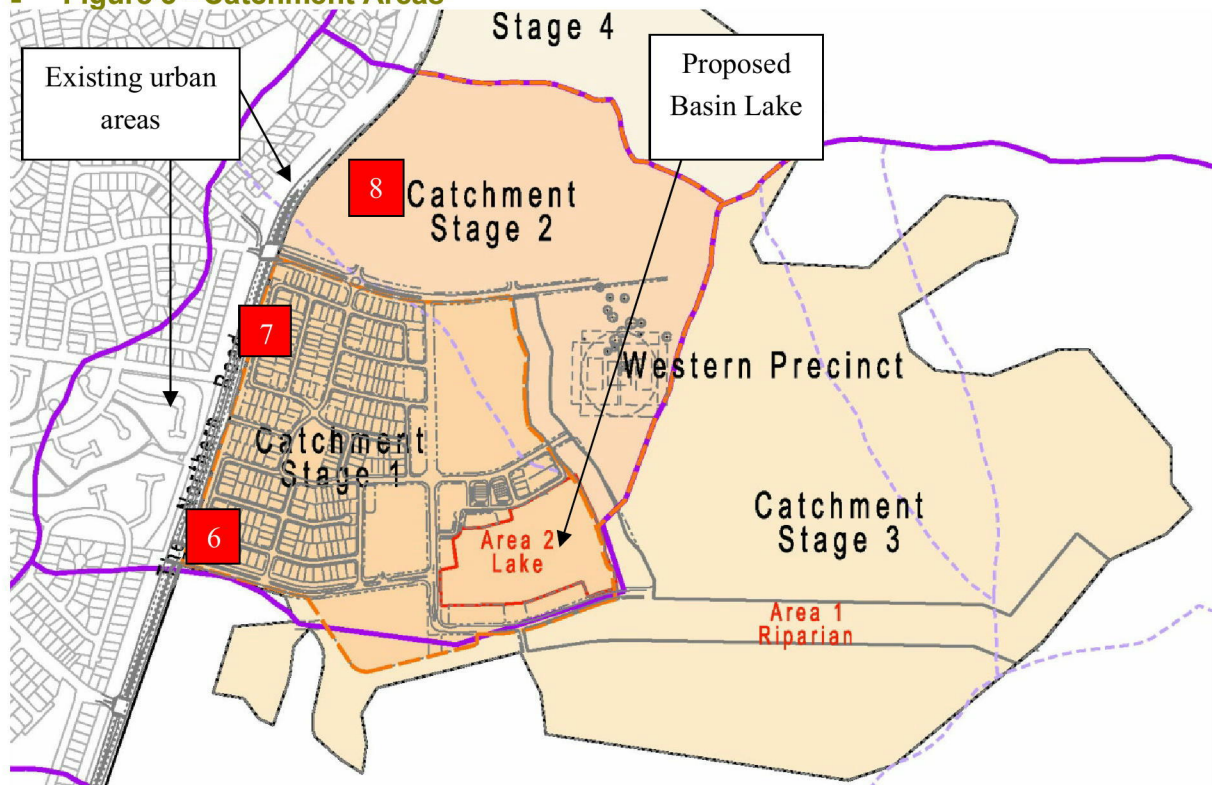 Figure 3 - Catchment Areas
Stage 4
Existing urban
areas
Proposed
Basin Lake
8
Catchment
Stage 2
7
Western Precinct
The Northern Road
Catchment
Stage 1
6
Area 2
Lake
Catchment
Stage 3
Area 1
Riparian